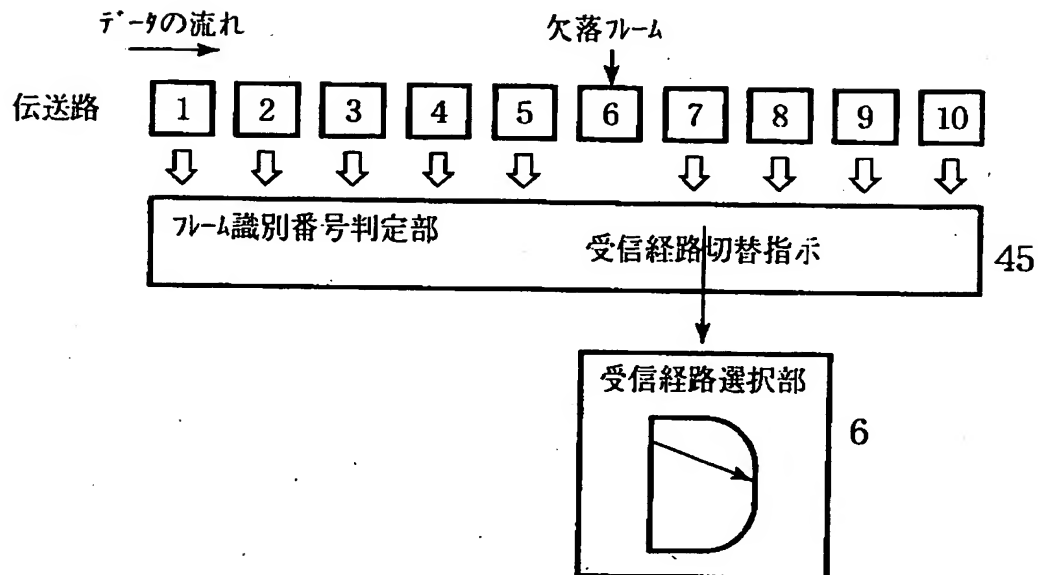 ﾃﾞｰﾀの流れ
欠落ﾌﾚｰﾑ
伝送路 1 2 3 4 5 6 7 8 9 10
ﾌﾚｰﾑ識別番号判定部
受信経路切替指示
45
受信経路選択部
6